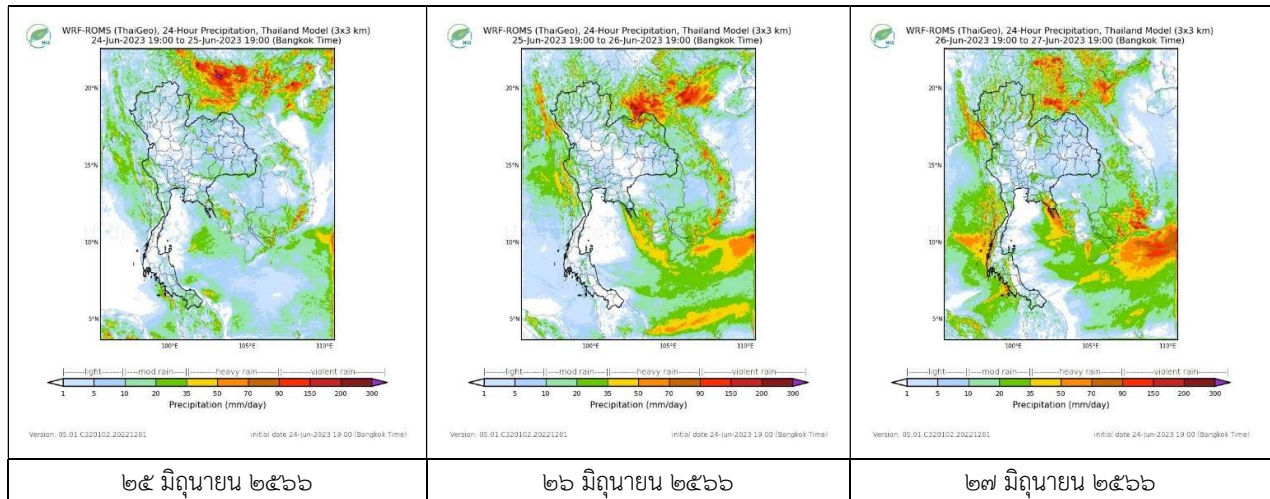 WRF-ROMS (ThaiGeo), 24-Hour Precipitation, Thailand Model (3x3 km)
24-Jun-2023 19:00 to 25-Jun-2023 19:00 (Bangkok Time)
20°N
15°N
10°N
5°N
100°E
105°E
110°E
|--------light--------||----mod rain----||--------heavy rain--------||--------violent rain--------|
1 5 10 20 35 50 70 90 150 200 300
Precipitation (mm/day)
Version: 05.01.C320102.20221201
initial date 24-Jun-2023 19 00 (Bangkok Time)
๒๕ มิถุนายน ๒๕๖๖
WRF-ROMS (ThaiGeo), 24-Hour Precipitation, Thailand Model (3x3 km)
25-Jun-2023 19:00 to 26-Jun-2023 19:00 (Bangkok Time)
20°N
15°N
10°N
5°N
100°E
105°E
110°E
|--------light--------||----mod rain----||--------heavy rain--------||--------violent rain--------|
1 5 10 20 35 50 70 90 150 200 300
Precipitation (mm/day)
Version: 05.01.C320102.20221201
initial date 24-Jun-2023 19 00 (Bangkok Time)
๒๖ มิถุนายน ๒๕๖๖
WRF-ROMS (ThaiGeo), 24-Hour Precipitation, Thailand Model (3x3 km)
26-Jun-2023 19:00 to 27-Jun-2023 19:00 (Bangkok Time)
20°N
15°N
10°N
5°N
100°E
105°E
110°E
|--------light--------||----mod rain----||--------heavy rain--------||--------violent rain--------|
1 5 10 20 35 50 70 90 150 200 300
Precipitation (mm/day)
Version: 05.01.C320102.20221201
initial date 24-Jun-2023 19 00 (Bangkok Time)
๒๗ มิถุนายน ๒๕๖๖